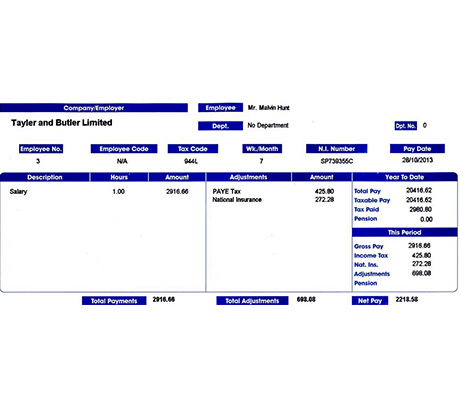 Company/Employer Employee Mr. Malvin Hunt
Tayler and Butler Limited Dept. No Department Dpt. No. 0
Employee No. Employee Code Tax Code Wk./Month N.I. Number Pay Date
3 N/A 944L 7 SP739355C 28/10/2013
Description Hours Amount Adjustments Amount Year To Date
Salary 1.00 2916.66 PAYE Tax 425.80 Total Pay 20416.62
National Insurance 272.28 Taxable Pay 20416.62
Tax Paid 2980.80
Pension 0.00
This Period
Gross Pay 2916.66
Income Tax 425.80
Nat. Ins. 272.28
Adjustments 698.08
Pension
Total Payments 2916.66 Total Adjustments 698.08 Net Pay 2218.58